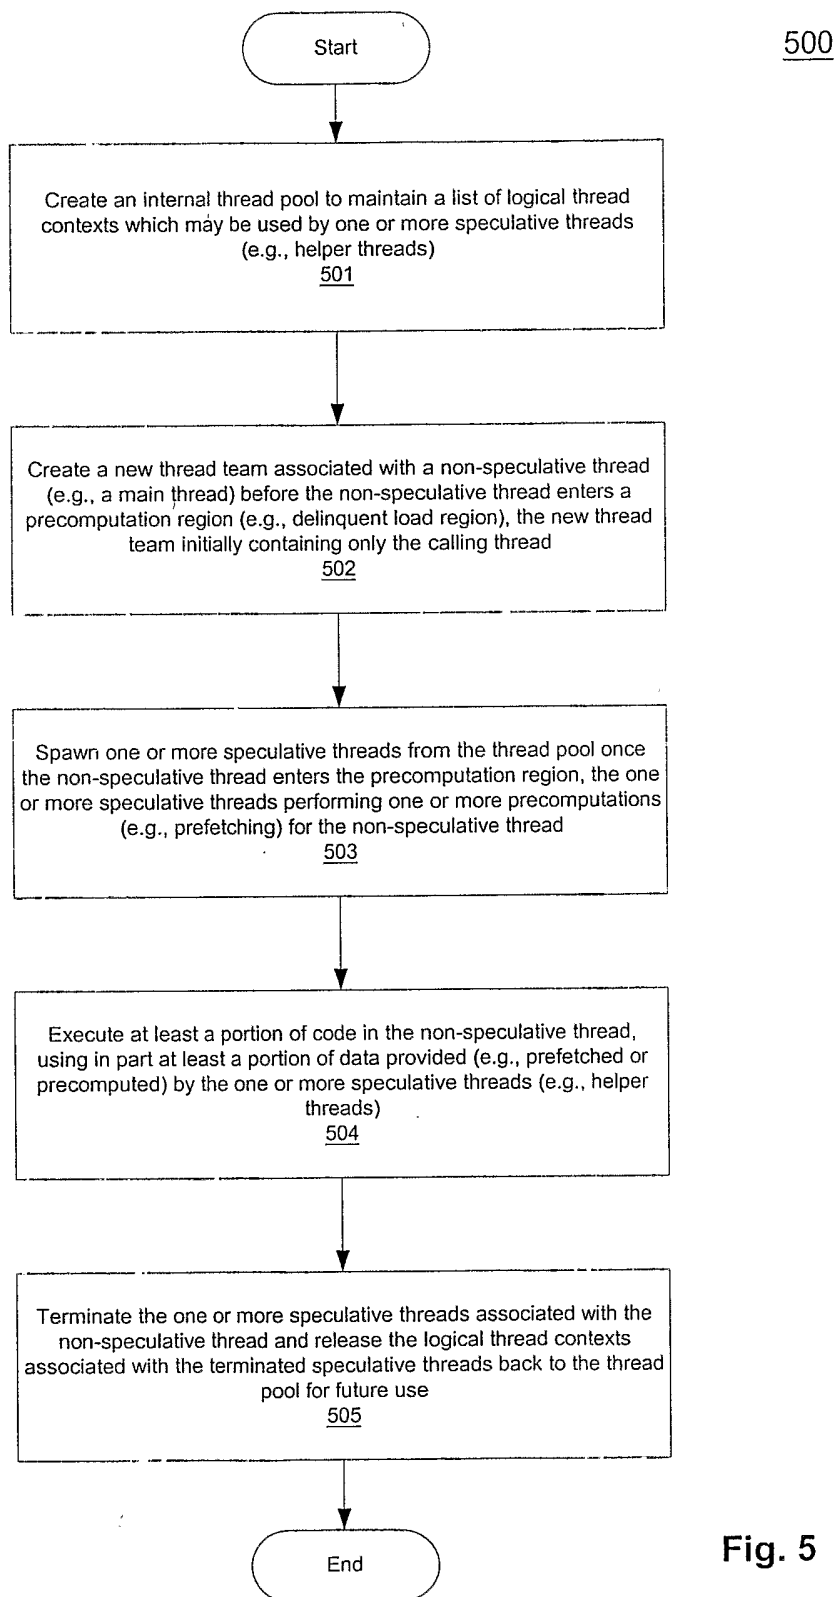 Start
500
Create an internal thread pool to maintain a list of logical thread
contexts which may be used by one or more speculative threads
(e.g., helper threads)
501
Create a new thread team associated with a non-speculative thread
(e.g., a main thread) before the non-speculative thread enters a
precomputation region (e.g., delinquent load region), the new thread
team initially containing only the calling thread
502
Spawn one or more speculative threads from the thread pool once
the non-speculative thread enters the precomputation region, the one
or more speculative threads performing one or more precomputations
(e.g., prefetching) for the non-speculative thread
503
Execute at least a portion of code in the non-speculative thread,
using in part at least a portion of data provided (e.g., prefetched or
precomputed) by the one or more speculative threads (e.g., helper
threads)
504
Terminate the one or more speculative threads associated with the
non-speculative thread and release the logical thread contexts
associated with the terminated speculative threads back to the thread
pool for future use
505
End
Fig. 5